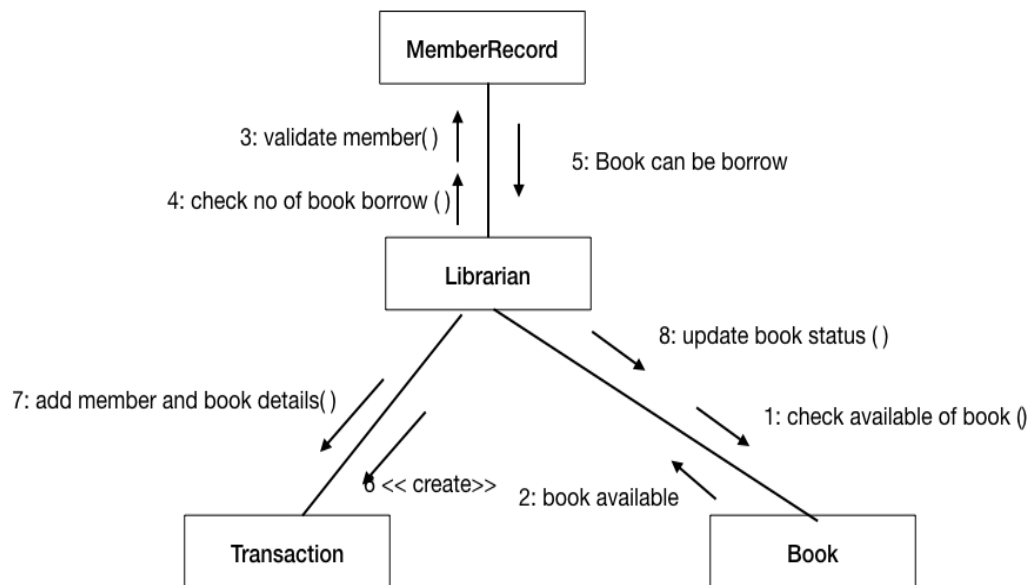 MemberRecord
3: validate member( )
5: Book can be borrow
4: check no of book borrow ( )
Librarian
8: update book status ( )
7: add member and book details( )
1: check available of book ()
6 << create>>
2: book available
Transaction
Book